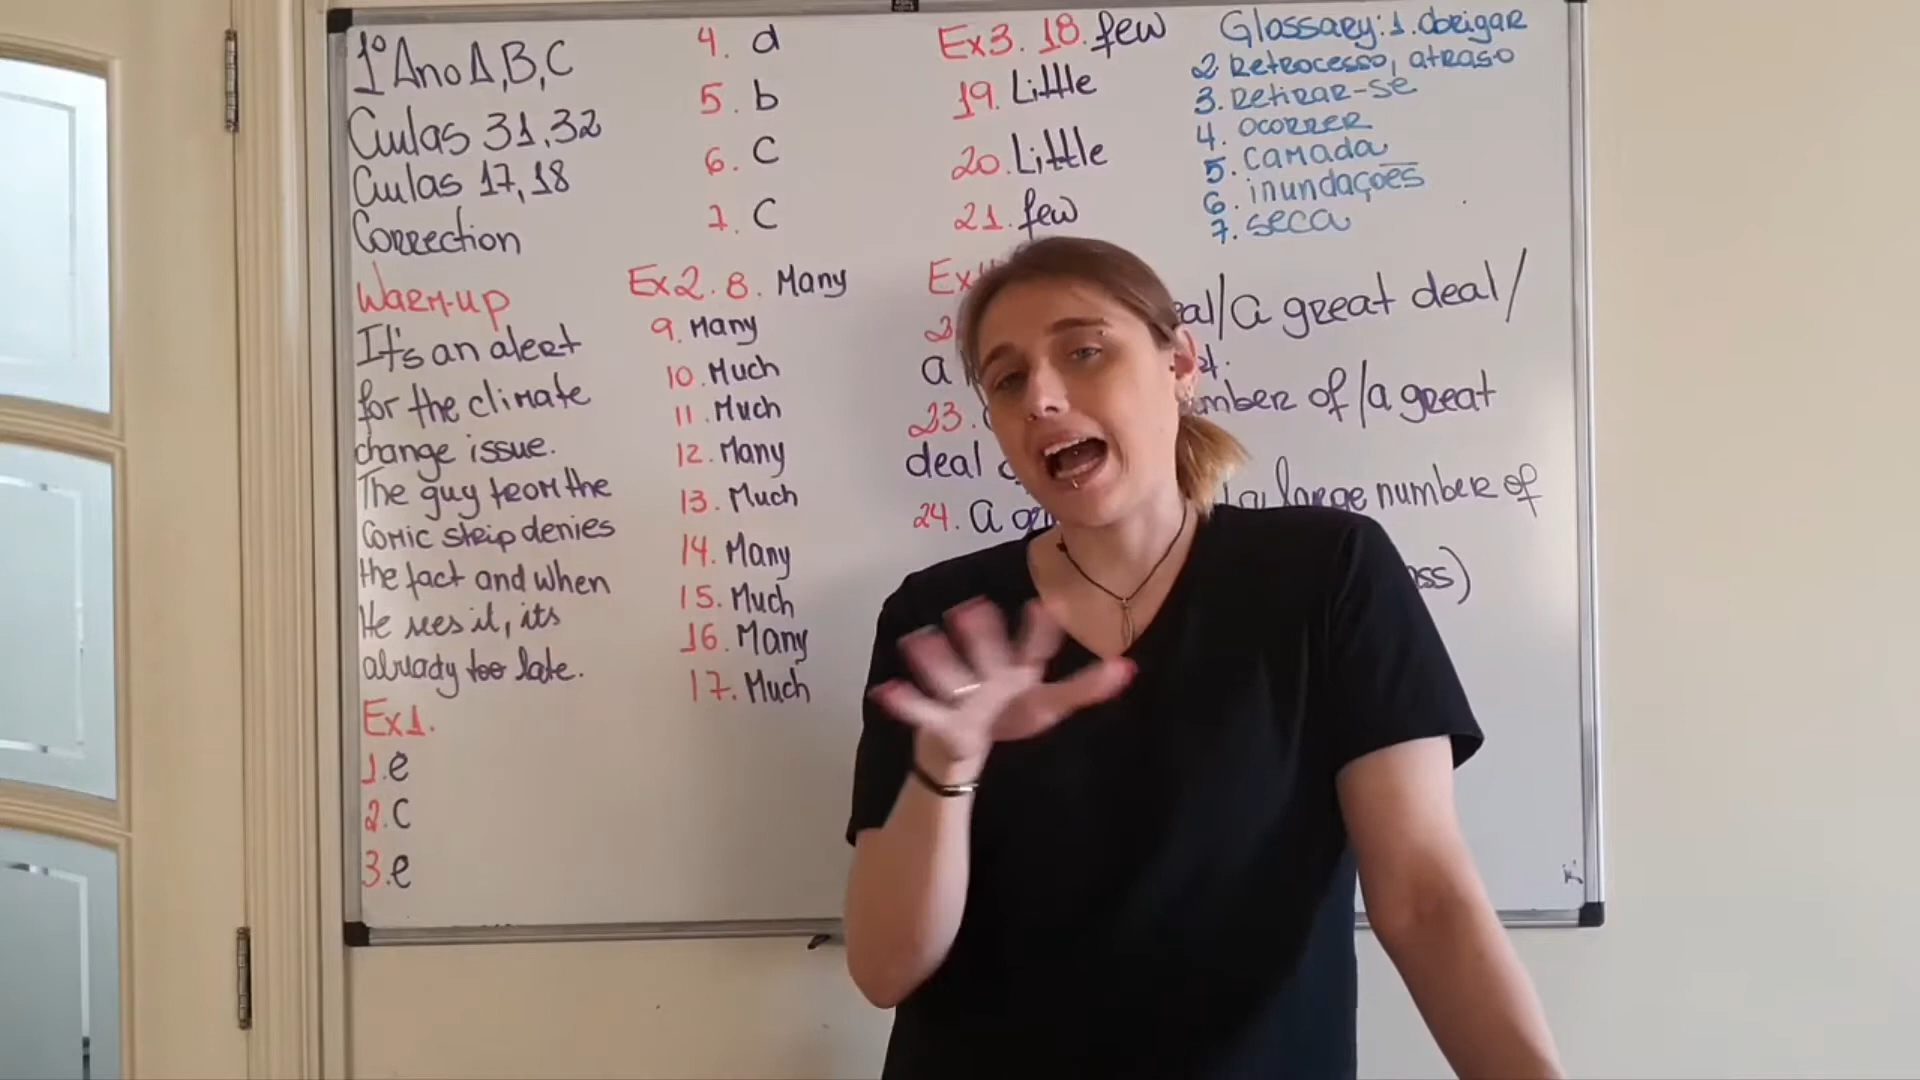 1º Ano A, B, C
Aulas 31, 32
Aulas 17, 18
Correction
Warm-up
It's an alert
for the climate
change issue.
The guy from the
Comic strip denies
the fact and when
He sees it, its
already too late.
Ex1.
1. e
2. C
3. e
4. d
5. b
6. C
7. C
Ex2. 8. Many
9. Many
10. Much
11. Much
12. Many
13. Much
14. Many
15. Much
16. Many
17. Much
Ex3. 18. few
19. Little
20. Little
21. few
a great deal/
a
23. of/a great
deal
24. a large number of
Glossary: 1. obrigar
2. Retrocesso, atraso
3. Retirar-se
4. ocorrer
5. camada
6. inundações
7. seca